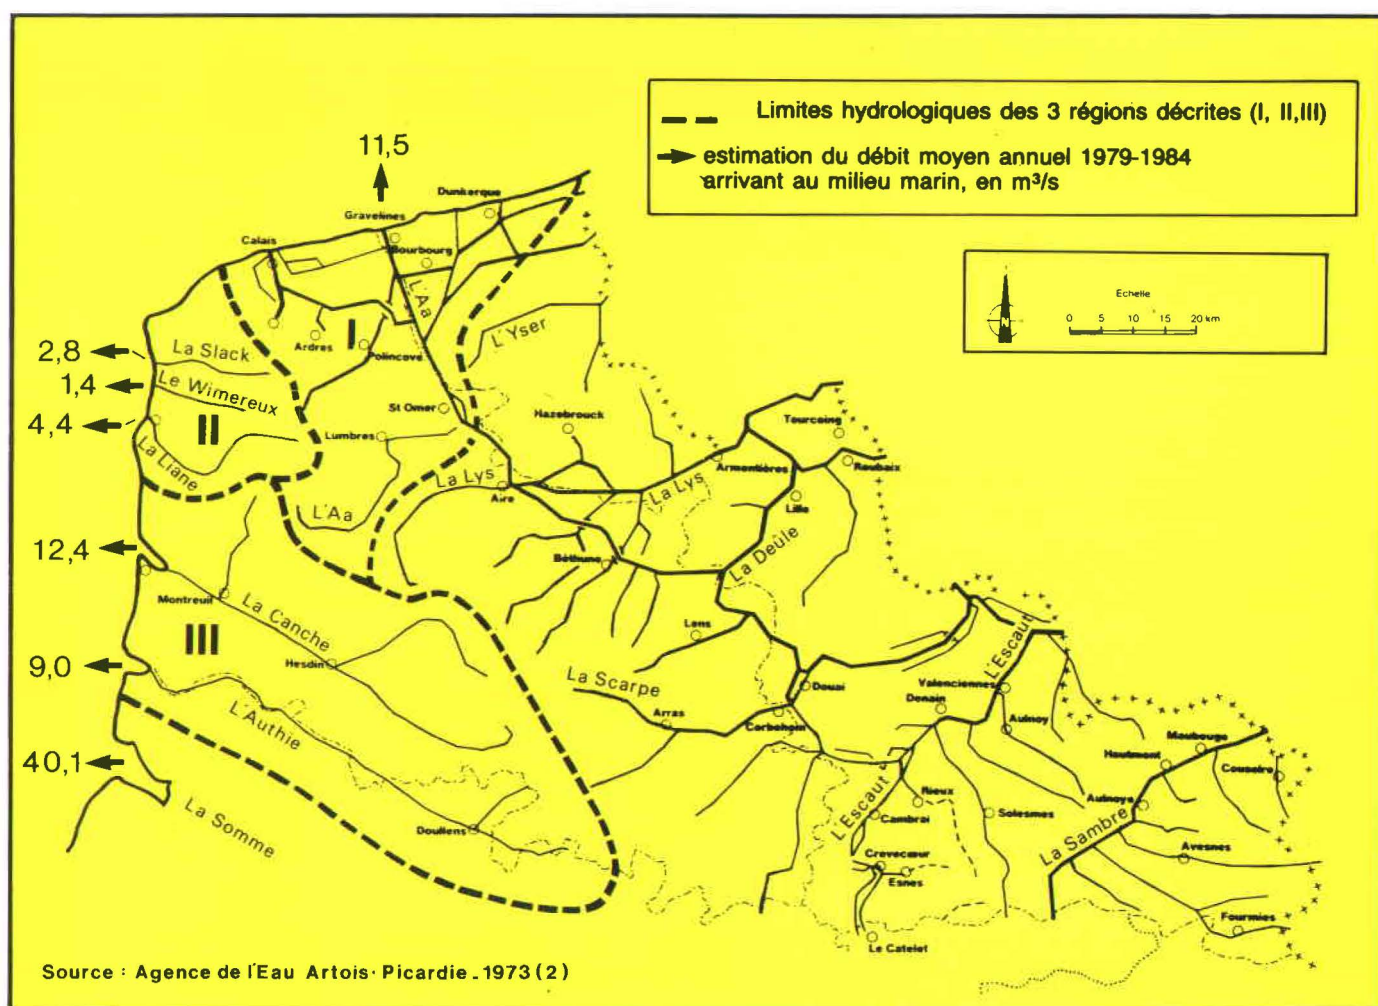 Limites hydrologiques des 3 régions décrites (I, II,III)
estimation du débit moyen annuel 1979-1984
arrivant au milieu marin, en m³/s
11,5
Dunkerque
Gravelines
Calais
Bourbourg
L'Aa
Echelle
N
0 5 10 15 20 km
I
Ardres
Polincove
L'Yser
2,8
La Slack
1,4
Le Wimereux
4,4
II
La Liane
St Omer
Lumbres
Hazebrouck
Tourcoing
Roubaix
Armentières
La Lys
Aire
La Lys
Lille
L'Aa
La Deûle
Béthune
12,4
Montreuil
La Canche
III
Hesdin
Lens
9,0
La Scarpe
Douai
L'Escaut
Valenciennes
Denain
Aulnoy
L'Authie
Arras
Corbehem
Maubeuge
Hautmont
Cousolre
40,1
La Somme
Doullens
L'Escaut
Rieux
Cambrai
Solesmes
Aulnoye
La Sambre
Avesnes
Crevecœur
Esnes
Fourmies
Le Catelet
Source : Agence de l'Eau Artois-Picardie - 1973 (2)